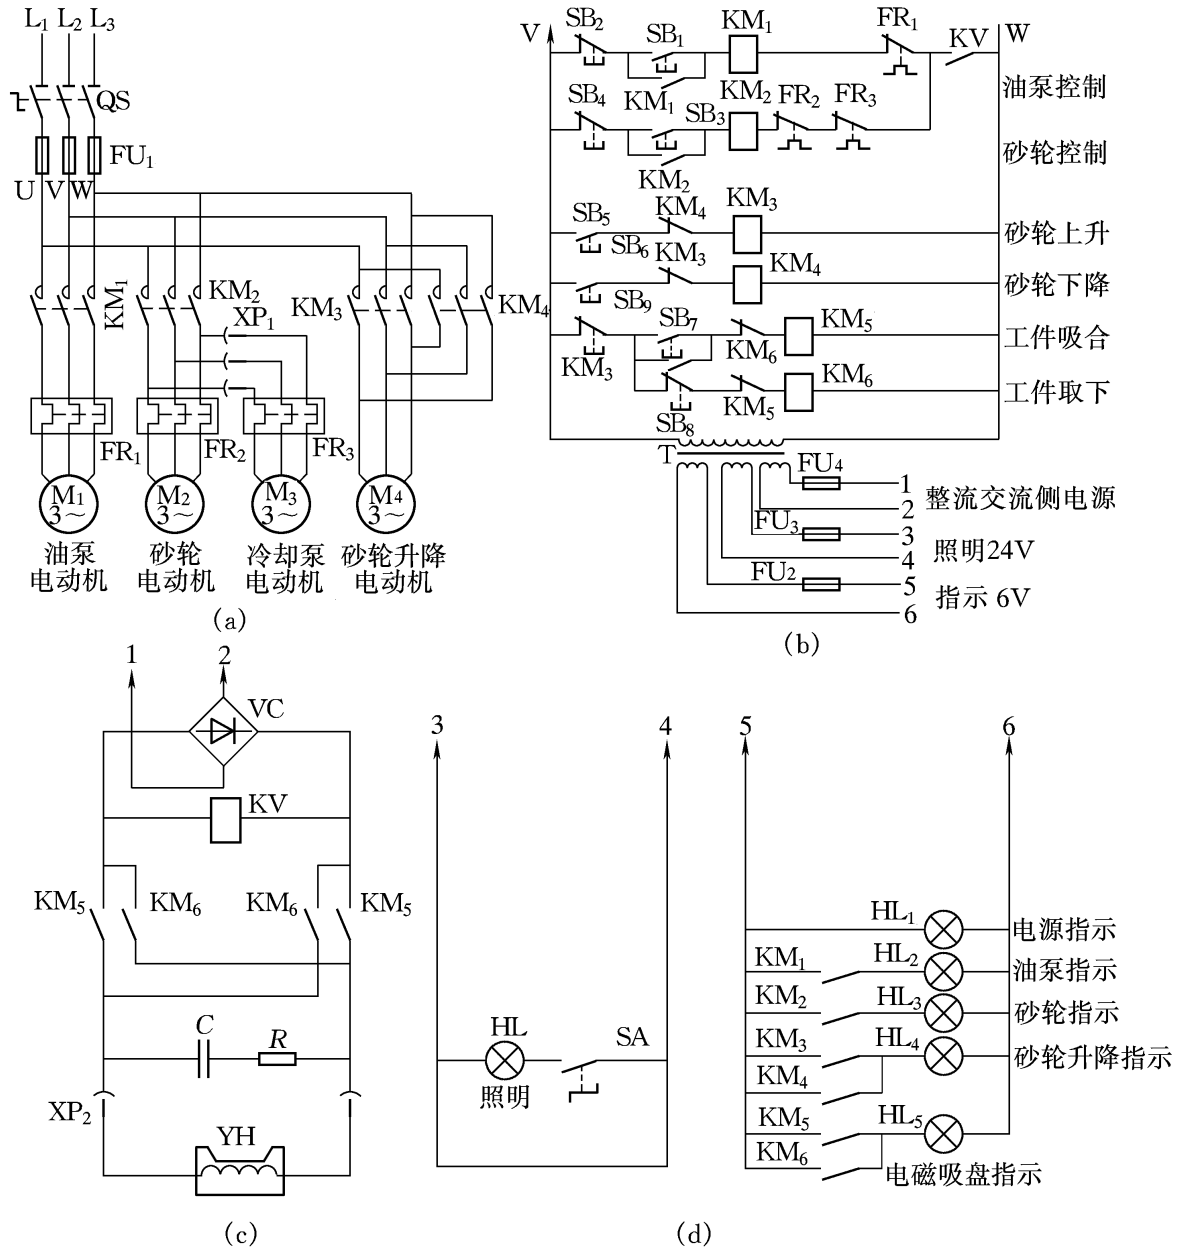 L₁ L₂ L₃
QS
FU₁
U V W
KM₁ KM₂ KM₃ KM₄
XP₁
FR₁ FR₂ FR₃
M₁ 3～ M₂ 3～ M₃ 3～ M₄ 3～
油泵电动机
砂轮电动机
冷却泵电动机
砂轮升降电动机
(a)
V SB₂ SB₁ KM₁ FR₁ KV W
KM₁
油泵控制
SB₄ SB₃ KM₂ FR₂ FR₃
KM₂
砂轮控制
SB₅ KM₄ KM₃ 砂轮上升
SB₆ KM₃ KM₄ 砂轮下降
SB₉ SB₇ KM₆ KM₅ 工件吸合
KM₃
SB₈ KM₅ KM₆ 工件取下
T
FU₄ 1
2
整流交流侧电源
FU₃ 3
4
照明24V
FU₂ 5
6
指示 6V
(b)
1 2
VC
KV
KM₅ KM₆ KM₆ KM₅
C R
XP₂
YH
(c)
3 4
HL SA
照明
5 6
HL₁ 电源指示
KM₁ HL₂ 油泵指示
KM₂ HL₃ 砂轮指示
KM₃ HL₄ 砂轮升降指示
KM₄
KM₅ HL₅
KM₆
电磁吸盘指示
(d)